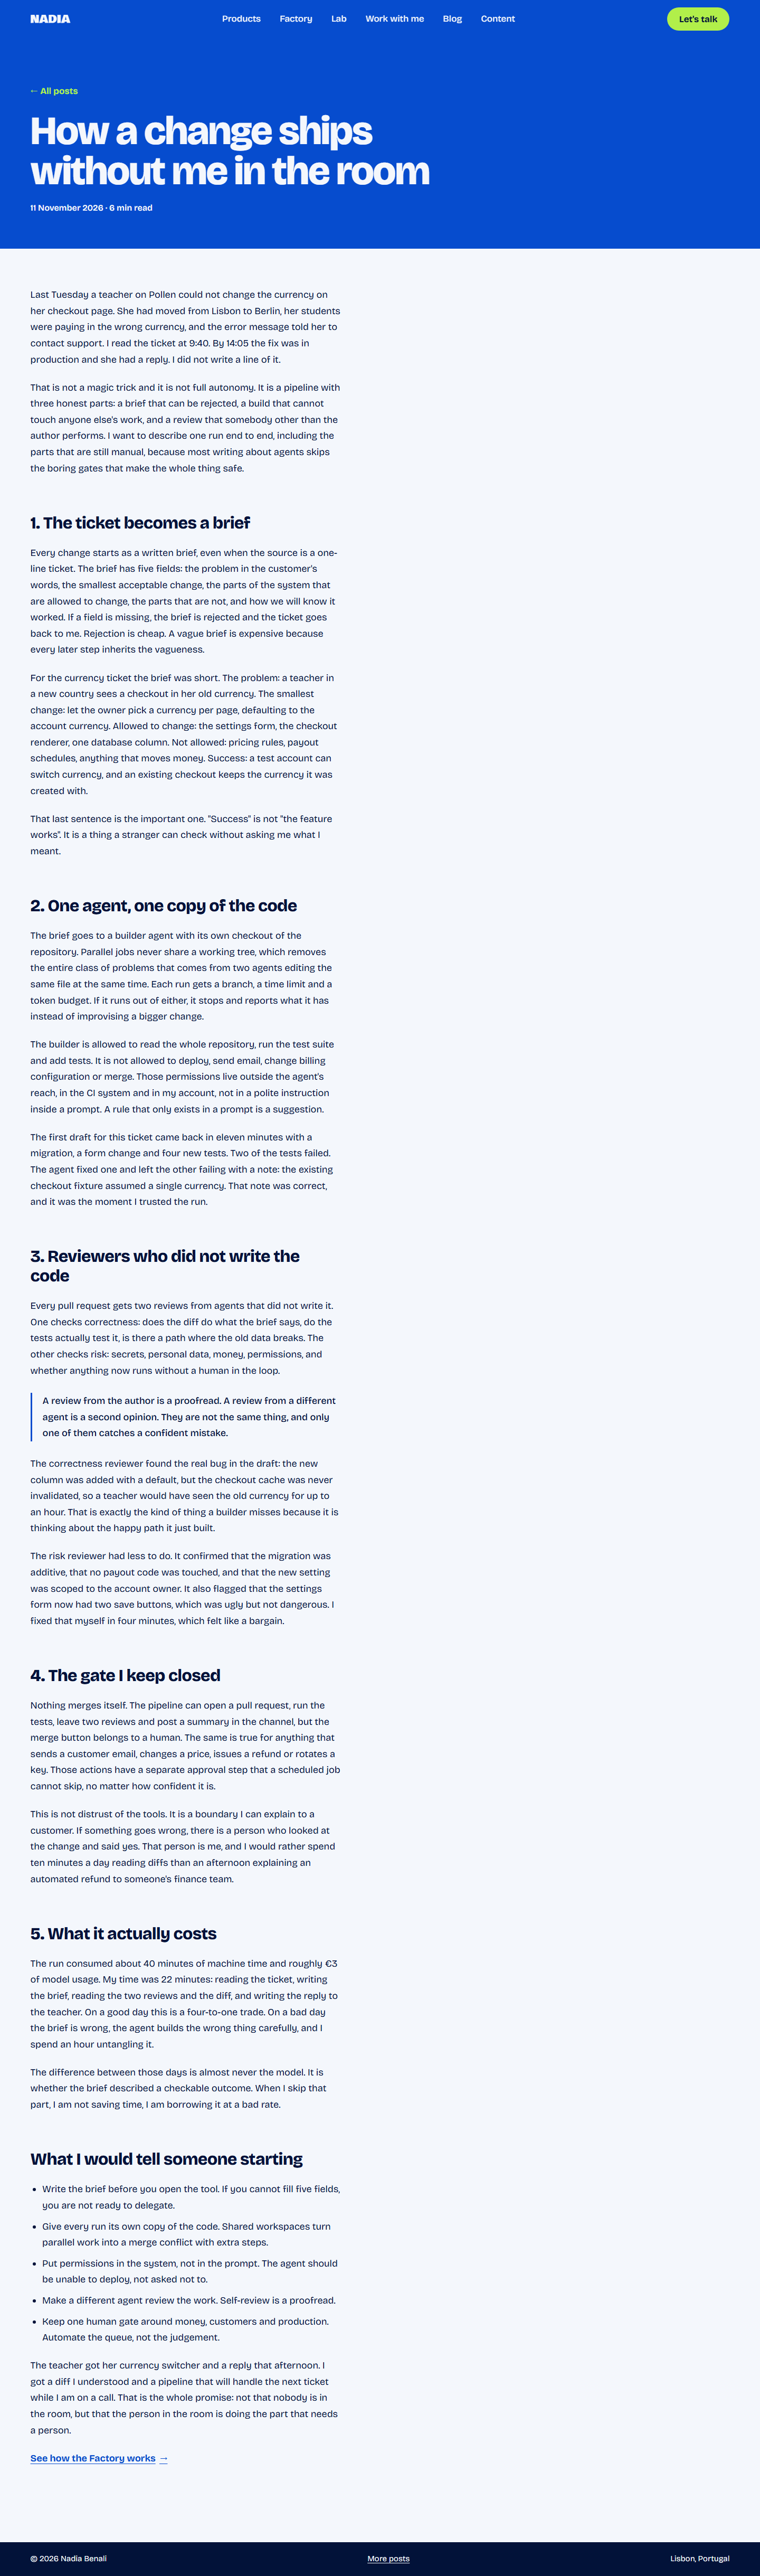 NADIA
Products
Factory
Lab
Work with me
Blog
Content
Let's talk
← All posts
How a change ships
without me in the room
11 November 2026 · 6 min read
Last Tuesday a teacher on Pollen could not change the currency on
her checkout page. She had moved from Lisbon to Berlin, her students
were paying in the wrong currency, and the error message told her to
contact support. I read the ticket at 9:40. By 14:05 the fix was in
production and she had a reply. I did not write a line of it.
That is not a magic trick and it is not full autonomy. It is a pipeline with
three honest parts: a brief that can be rejected, a build that cannot
touch anyone else's work, and a review that somebody other than the
author performs. I want to describe one run end to end, including the
parts that are still manual, because most writing about agents skips
the boring gates that make the whole thing safe.
1. The ticket becomes a brief
Every change starts as a written brief, even when the source is a one-
line ticket. The brief has five fields: the problem in the customer's
words, the smallest acceptable change, the parts of the system that
are allowed to change, the parts that are not, and how we will know it
worked. If a field is missing, the brief is rejected and the ticket goes
back to me. Rejection is cheap. A vague brief is expensive because
every later step inherits the vagueness.
For the currency ticket the brief was short. The problem: a teacher in
a new country sees a checkout in her old currency. The smallest
change: let the owner pick a currency per page, defaulting to the
account currency. Allowed to change: the settings form, the checkout
renderer, one database column. Not allowed: pricing rules, payout
schedules, anything that moves money. Success: a test account can
switch currency, and an existing checkout keeps the currency it was
created with.
That last sentence is the important one. "Success" is not "the feature
works". It is a thing a stranger can check without asking me what I
meant.
2. One agent, one copy of the code
The brief goes to a builder agent with its own checkout of the
repository. Parallel jobs never share a working tree, which removes
the entire class of problems that comes from two agents editing the
same file at the same time. Each run gets a branch, a time limit and a
token budget. If it runs out of either, it stops and reports what it has
instead of improvising a bigger change.
The builder is allowed to read the whole repository, run the test suite
and add tests. It is not allowed to deploy, send email, change billing
configuration or merge. Those permissions live outside the agent's
reach, in the CI system and in my account, not in a polite instruction
inside a prompt. A rule that only exists in a prompt is a suggestion.
The first draft for this ticket came back in eleven minutes with a
migration, a form change and four new tests. Two of the tests failed.
The agent fixed one and left the other failing with a note: the existing
checkout fixture assumed a single currency. That note was correct,
and it was the moment I trusted the run.
3. Reviewers who did not write the
code
Every pull request gets two reviews from agents that did not write it.
One checks correctness: does the diff do what the brief says, do the
tests actually test it, is there a path where the old data breaks. The
other checks risk: secrets, personal data, money, permissions, and
whether anything now runs without a human in the loop.
A review from the author is a proofread. A review from a different
agent is a second opinion. They are not the same thing, and only
one of them catches a confident mistake.
The correctness reviewer found the real bug in the draft: the new
column was added with a default, but the checkout cache was never
invalidated, so a teacher would have seen the old currency for up to
an hour. That is exactly the kind of thing a builder misses because it is
thinking about the happy path it just built.
The risk reviewer had less to do. It confirmed that the migration was
additive, that no payout code was touched, and that the new setting
was scoped to the account owner. It also flagged that the settings
form now had two save buttons, which was ugly but not dangerous. I
fixed that myself in four minutes, which felt like a bargain.
4. The gate I keep closed
Nothing merges itself. The pipeline can open a pull request, run the
tests, leave two reviews and post a summary in the channel, but the
merge button belongs to a human. The same is true for anything that
sends a customer email, changes a price, issues a refund or rotates a
key. Those actions have a separate approval step that a scheduled job
cannot skip, no matter how confident it is.
This is not distrust of the tools. It is a boundary I can explain to a
customer. If something goes wrong, there is a person who looked at
the change and said yes. That person is me, and I would rather spend
ten minutes a day reading diffs than an afternoon explaining an
automated refund to someone's finance team.
5. What it actually costs
The run consumed about 40 minutes of machine time and roughly €3
of model usage. My time was 22 minutes: reading the ticket, writing
the brief, reading the two reviews and the diff, and writing the reply to
the teacher. On a good day this is a four-to-one trade. On a bad day
the brief is wrong, the agent builds the wrong thing carefully, and I
spend an hour untangling it.
The difference between those days is almost never the model. It is
whether the brief described a checkable outcome. When I skip that
part, I am not saving time, I am borrowing it at a bad rate.
What I would tell someone starting
• Write the brief before you open the tool. If you cannot fill five fields,
you are not ready to delegate.
• Give every run its own copy of the code. Shared workspaces turn
parallel work into a merge conflict with extra steps.
• Put permissions in the system, not in the prompt. The agent should
be unable to deploy, not asked not to.
• Make a different agent review the work. Self-review is a proofread.
• Keep one human gate around money, customers and production.
Automate the queue, not the judgement.
The teacher got her currency switcher and a reply that afternoon. I
got a diff I understood and a pipeline that will handle the next ticket
while I am on a call. That is the whole promise: not that nobody is in
the room, but that the person in the room is doing the part that needs
a person.
See how the Factory works →
© 2026 Nadia Benali
More posts
Lisbon, Portugal